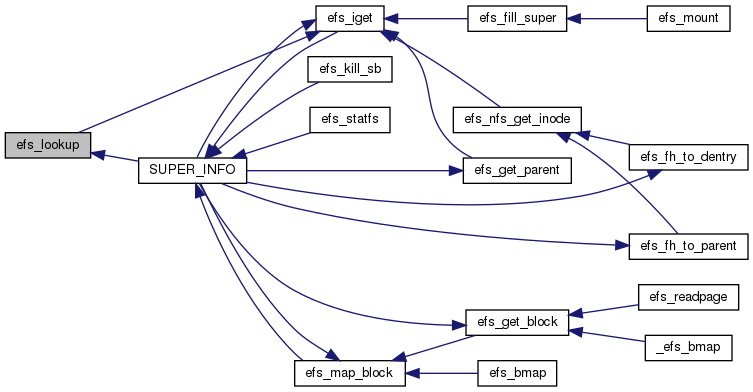 efs_iget
efs_fill_super
efs_mount
efs_kill_sb
efs_statfs
efs_nfs_get_inode
efs_lookup
efs_fh_to_dentry
SUPER_INFO
efs_get_parent
efs_fh_to_parent
efs_readpage
efs_get_block
_efs_bmap
efs_map_block
efs_bmap